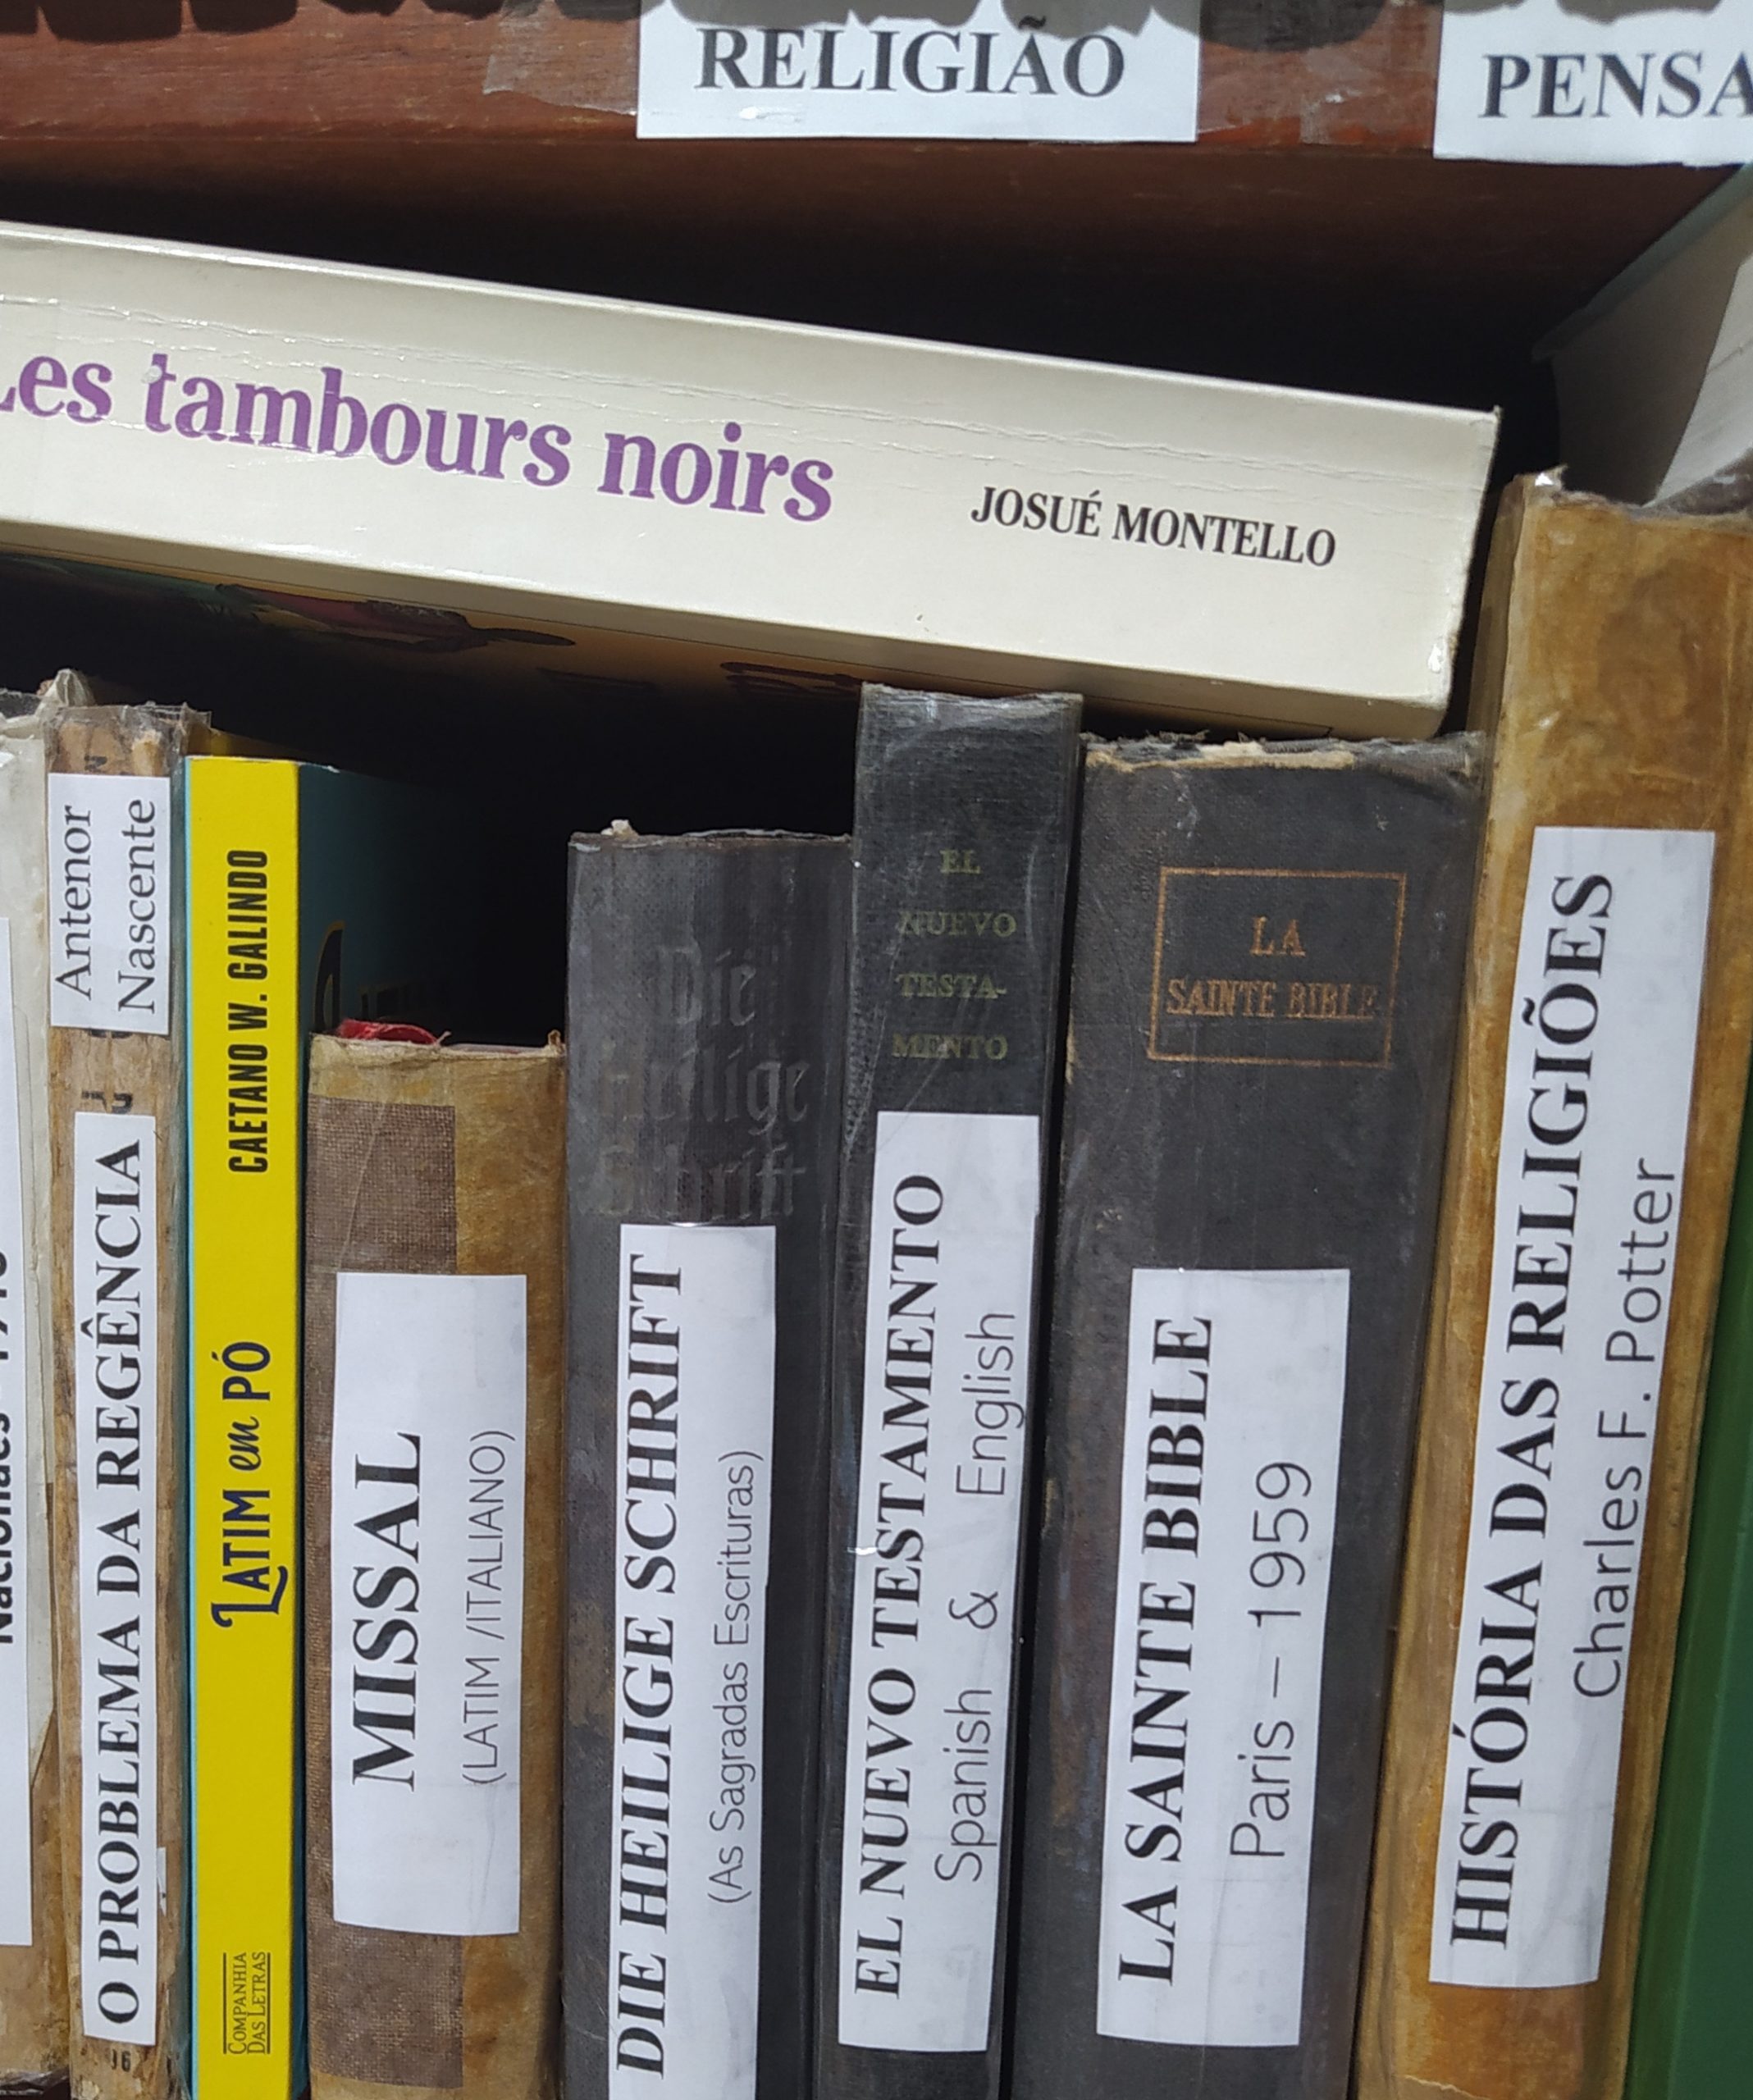 RELIGIÃO
PENSA
Les tambours noirs
JOSUÉ MONTELLO
Antenor
Nascente
O PROBLEMA DA REGÊNCIA
CAETANO W. GALINDO
LATIM em PÓ
COMPANHIA
DAS LETRAS
MISSAL
(LATIM /ITALIANO)
Die
Heilige
Schrift
DIE HEILIGE SCHRIFT
(As Sagradas Escrituras)
EL
NUEVO
TESTA-
MENTO
EL NUEVO TESTAMENTO
Spanish & English
LA
SAINTE BIBLE
LA SAINTE BIBLE
Paris – 1959
HISTÓRIA DAS RELIGIÕES
Charles F. Potter